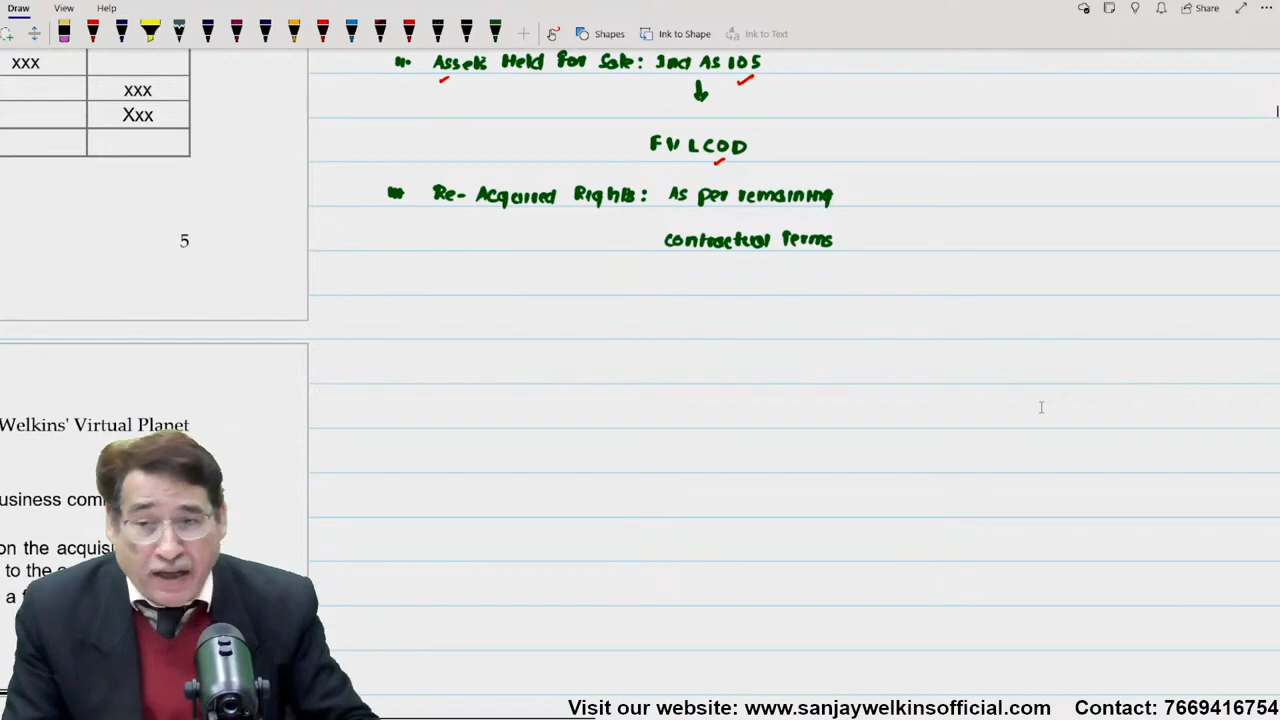 Draw View Help
Share
Shapes Ink to Shape Ink to Text
xxx
xxx
Xxx
5
Assets Held for Sale: Ind AS 105
FVLCOD
Re-Acquired Rights: As per remaining
contractual Terms
Welkins' Virtual Planet
usiness com
on the acquis
to the
a f
Visit our website: www.sanjaywelkinsofficial.com Contact: 7669416754